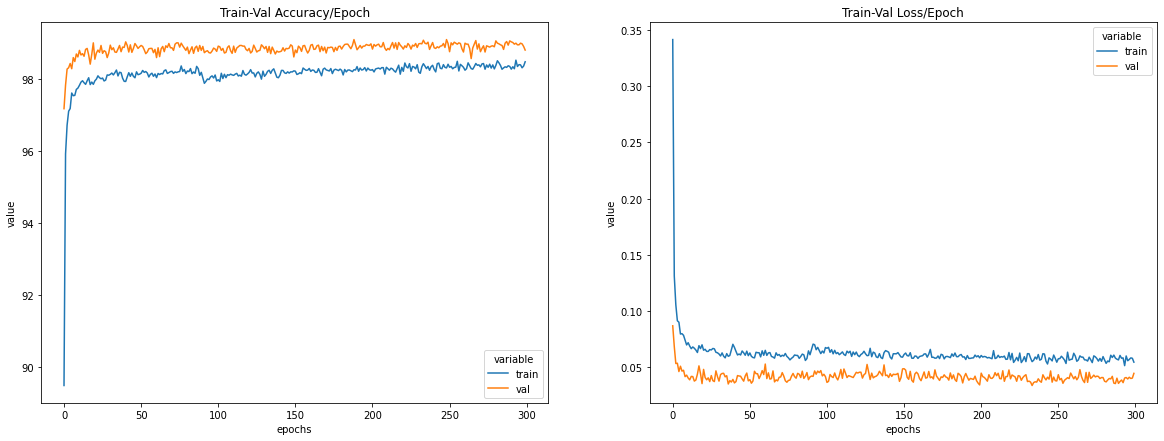 Train-Val Accuracy/Epoch
value
98
96
94
92
90
0
50
100
150
200
250
300
epochs
variable
train
val
Train-Val Loss/Epoch
value
0.35
0.30
0.25
0.20
0.15
0.10
0.05
0
50
100
150
200
250
300
epochs
variable
train
val